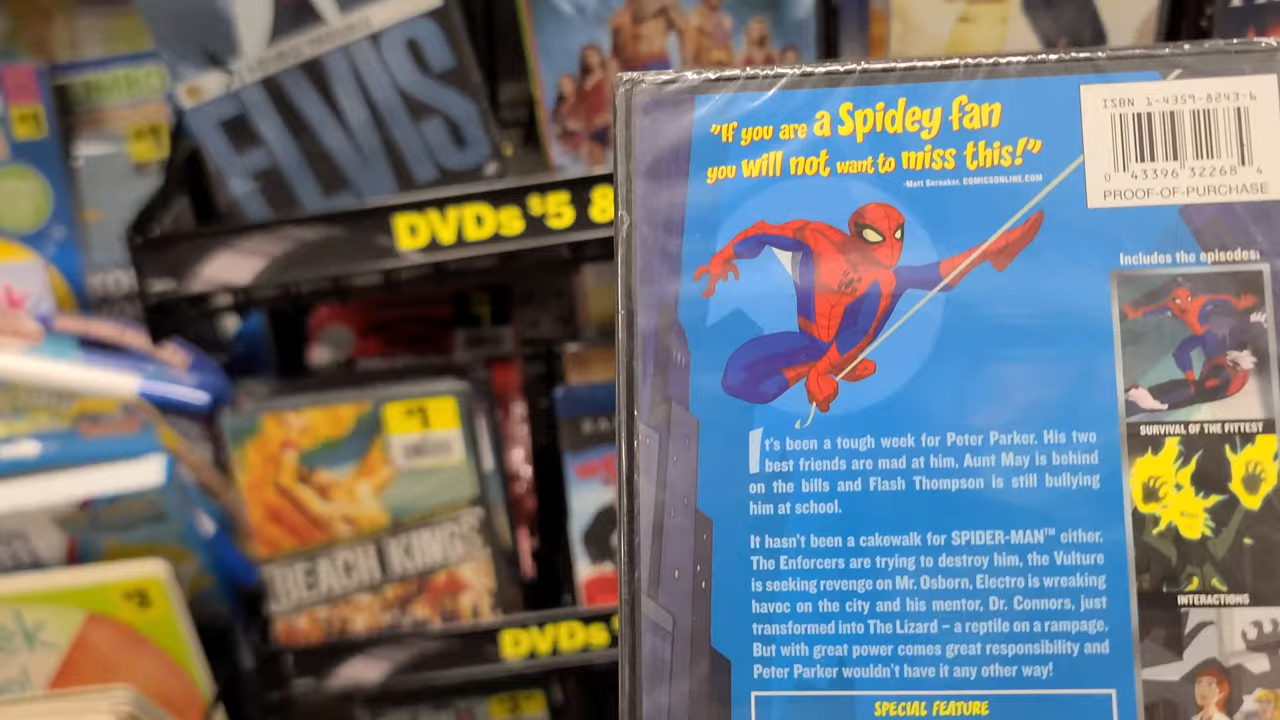 ELVIS
DVDs $5 &
$1
BEACH KINGS
DVDs
$2
"If you are a Spidey fan
you will not want to miss this!"
-Matt Bernaker, COMICSONLINE.COM
ISBN 1-4359-8243-6
0 43396 32268 4
PROOF-OF-PURCHASE
Includes the episodes:
SURVIVAL OF THE FITTEST
INTERACTIONS
It's been a tough week for Peter Parker. His two
best friends are mad at him, Aunt May is behind
on the bills and Flash Thompson is still bullying
him at school.
It hasn't been a cakewalk for SPIDER-MAN™ either.
The Enforcers are trying to destroy him, the Vulture
is seeking revenge on Mr. Osborn, Electro is wreaking
havoc on the city and his mentor, Dr. Connors, just
transformed into The Lizard – a reptile on a rampage.
But with great power comes great responsibility and
Peter Parker wouldn't have it any other way!
SPECIAL FEATURE